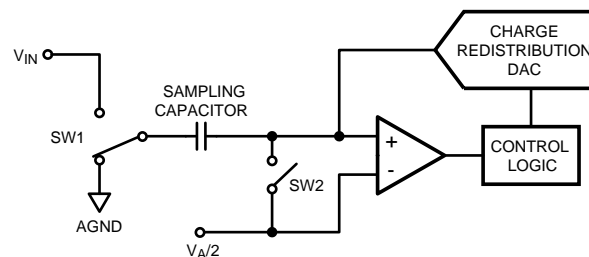 CHARGE
REDISTRIBUTION
DAC
VIN
SAMPLING
CAPACITOR
SW1
+
-
CONTROL
LOGIC
SW2
AGND
VA/2